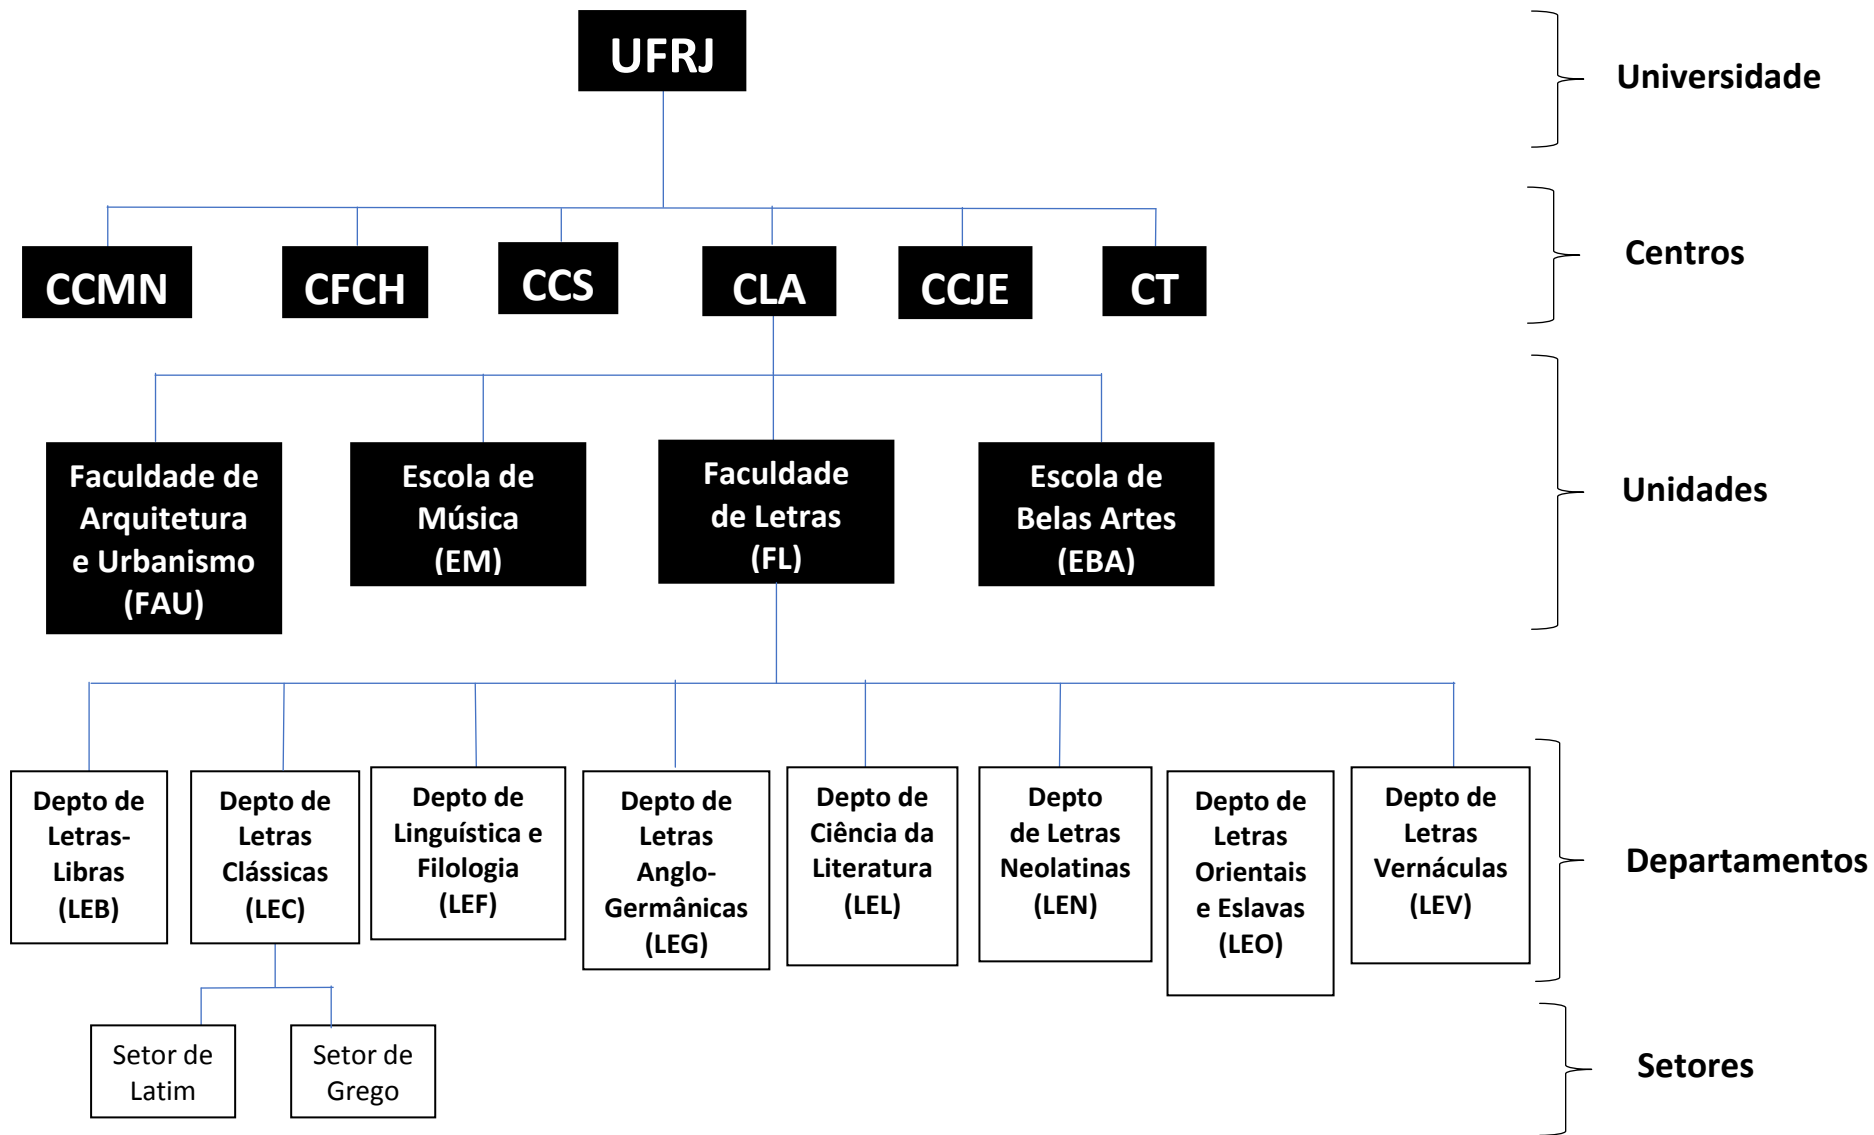 UFRJ
Universidade
CCMN
CFCH
CCS
CLA
CCJE
CT
Centros
Faculdade de
Arquitetura
e Urbanismo
(FAU)
Escola de
Música
(EM)
Faculdade
de Letras
(FL)
Escola de
Belas Artes
(EBA)
Unidades
Depto de
Letras-
Libras
(LEB)
Depto de
Letras
Clássicas
(LEC)
Depto de
Linguística e
Filologia
(LEF)
Depto de
Letras
Anglo-
Germânicas
(LEG)
Depto de
Ciência da
Literatura
(LEL)
Depto
de Letras
Neolatinas
(LEN)
Depto de
Letras
Orientais
e Eslavas
(LEO)
Depto de
Letras
Vernáculas
(LEV)
Departamentos
Setor de
Latim
Setor de
Grego
Setores